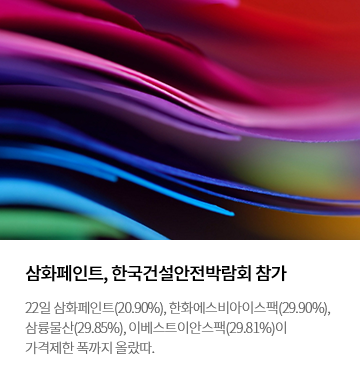 삼화페인트, 한국건설안전박람회 참가
22일 삼화페인트(20.90%), 한화에스비아이스팩(29.90%),
삼륭물산(29.85%), 이베스트이안스팩(29.81%)이
가격제한 폭까지 올랐따.